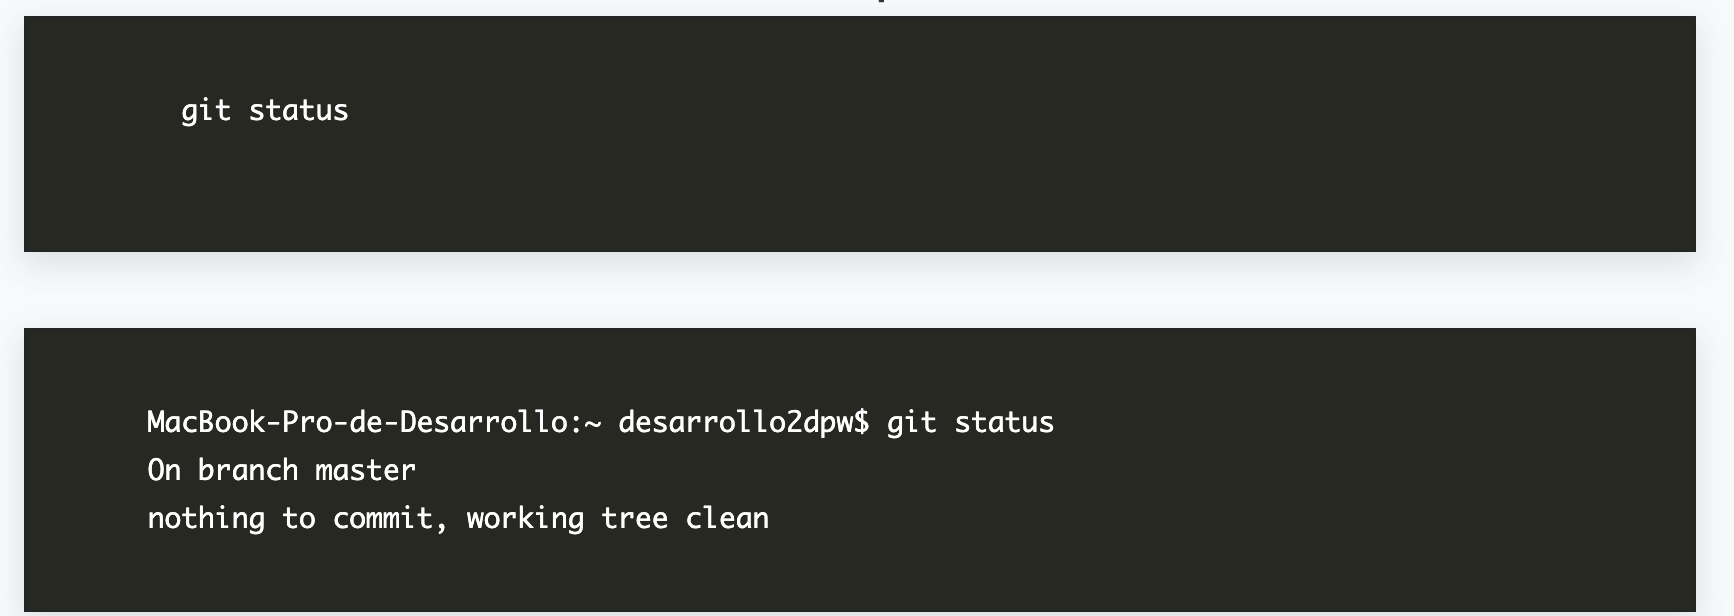 git status
MacBook-Pro-de-Desarrollo:~ desarrollo2dpw$ git status
On branch master
nothing to commit, working tree clean